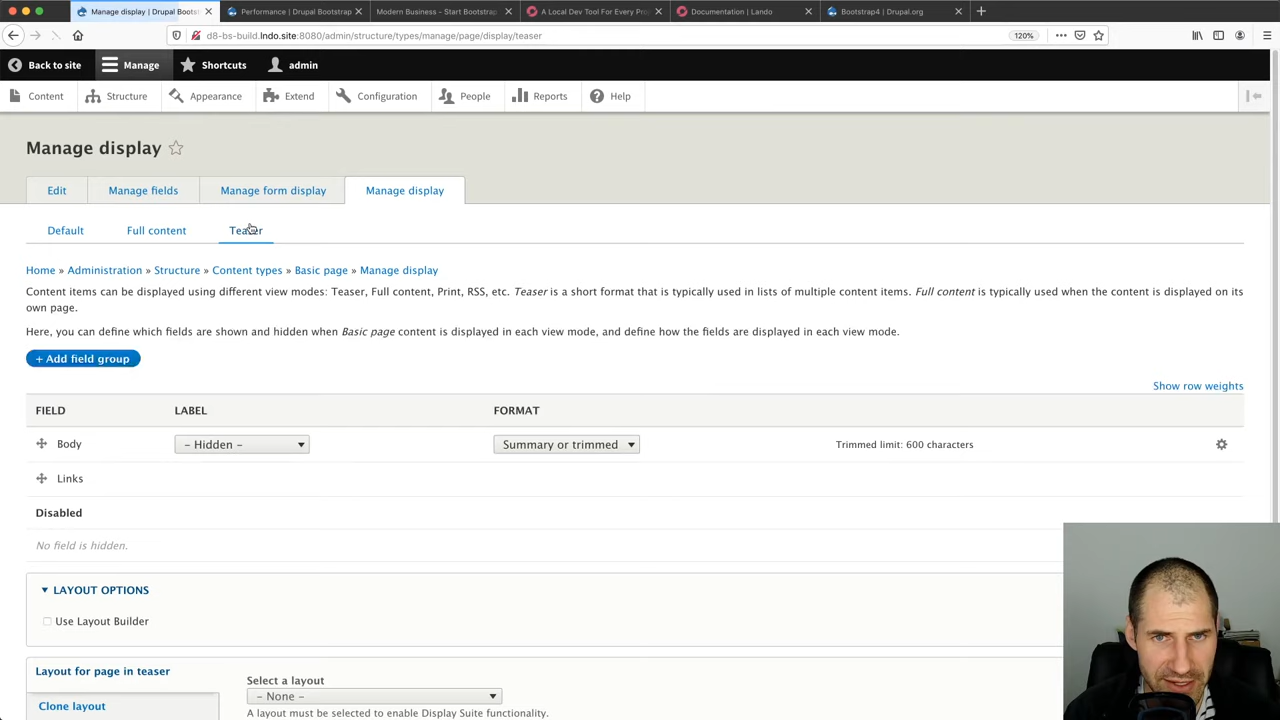 Manage display | Drupal Bootst
Performance | Drupal Bootstrap
Modern Business - Start Bootstrap
A Local Dev Tool For Every Pro
Documentation | Lando
Bootstrap4 | Drupal.org
d8-bs-build.lndo.site:8080/admin/structure/types/manage/page/display/teaser
120%
Back to site
Manage
Shortcuts
admin
Content
Structure
Appearance
Extend
Configuration
People
Reports
Help
Manage display
Edit
Manage fields
Manage form display
Manage display
Default
Full content
Teaser
Home » Administration » Structure » Content types » Basic page » Manage display
Content items can be displayed using different view modes: Teaser, Full content, Print, RSS, etc. Teaser is a short format that is typically used in lists of multiple content items. Full content is typically used when the content is displayed on its
own page.
Here, you can define which fields are shown and hidden when Basic page content is displayed in each view mode, and define how the fields are displayed in each view mode.
+ Add field group
Show row weights
FIELD LABEL FORMAT
Body - Hidden - Summary or trimmed Trimmed limit: 600 characters
Links
Disabled
No field is hidden.
LAYOUT OPTIONS
Use Layout Builder
Layout for page in teaser
Clone layout
Select a layout
- None -
A layout must be selected to enable Display Suite functionality.